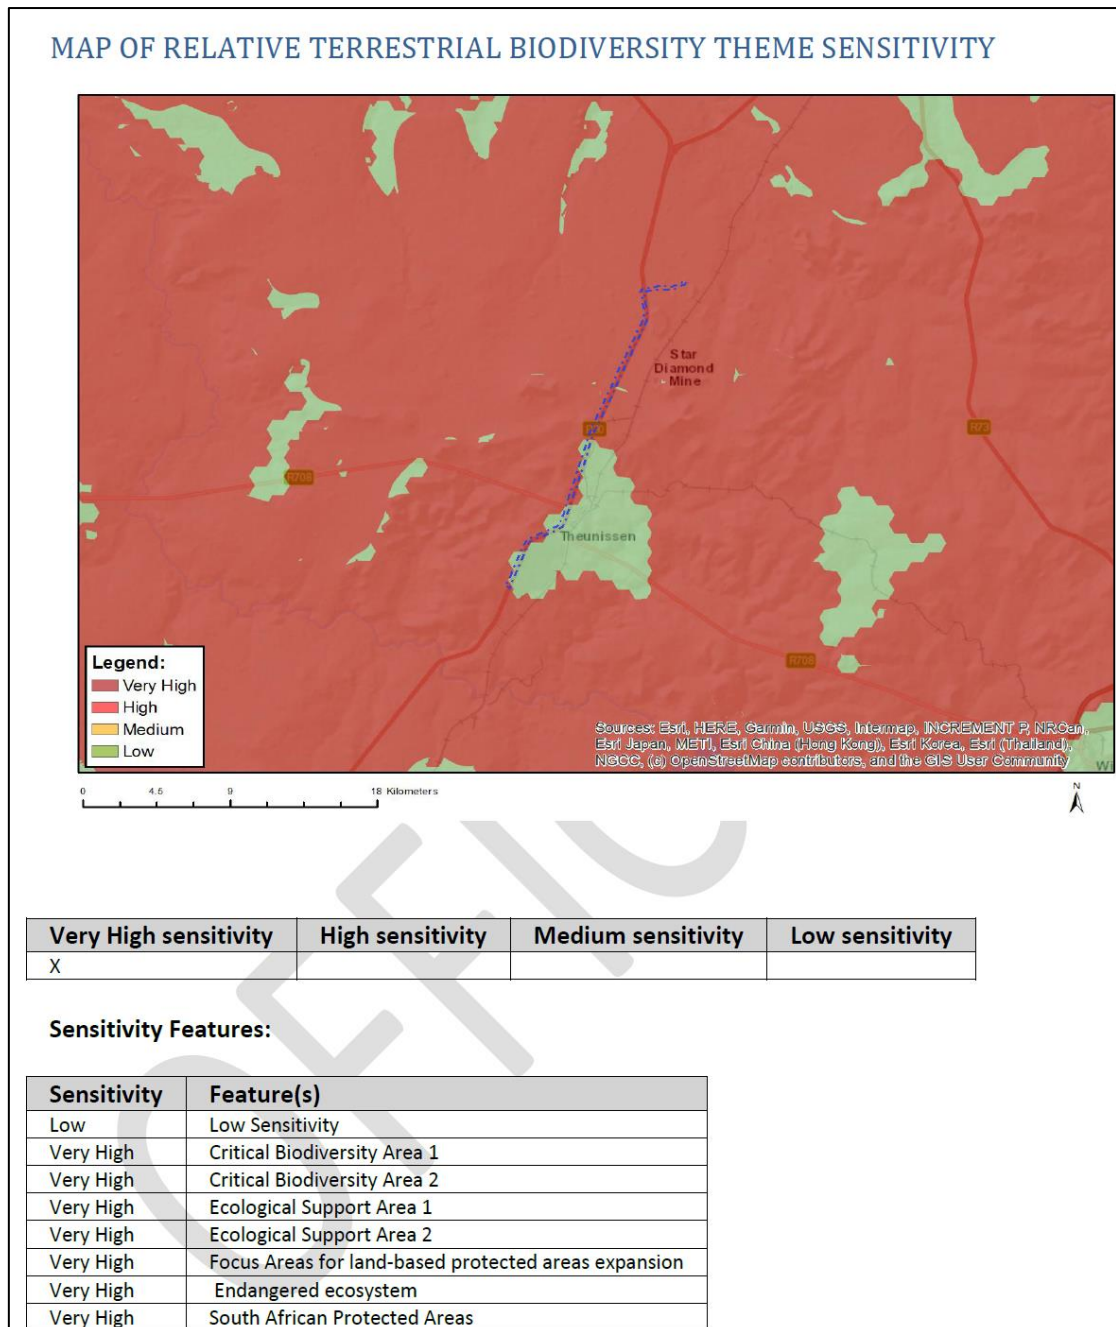 MAP OF RELATIVE TERRESTRIAL BIODIVERSITY THEME SENSITIVITY
Star
Diamond
Mine
R73
R708
Theunissen
R708
Legend:
Very High
High
Medium
Low
Sources: Esri, HERE, Garmin, USGS, Intermap, INCREMENT P, NRCan,
Esri Japan, METI, Esri China (Hong Kong), Esri Korea, Esri (Thailand),
NGCC, (c) OpenStreetMap contributors, and the GIS User Community
Wi
0 4.5 9 18 Kilometers
N
Very High sensitivity High sensitivity Medium sensitivity Low sensitivity
X
Sensitivity Features:
Sensitivity Feature(s)
Low Low Sensitivity
Very High Critical Biodiversity Area 1
Very High Critical Biodiversity Area 2
Very High Ecological Support Area 1
Very High Ecological Support Area 2
Very High Focus Areas for land-based protected areas expansion
Very High Endangered ecosystem
Very High South African Protected Areas
OFFIC